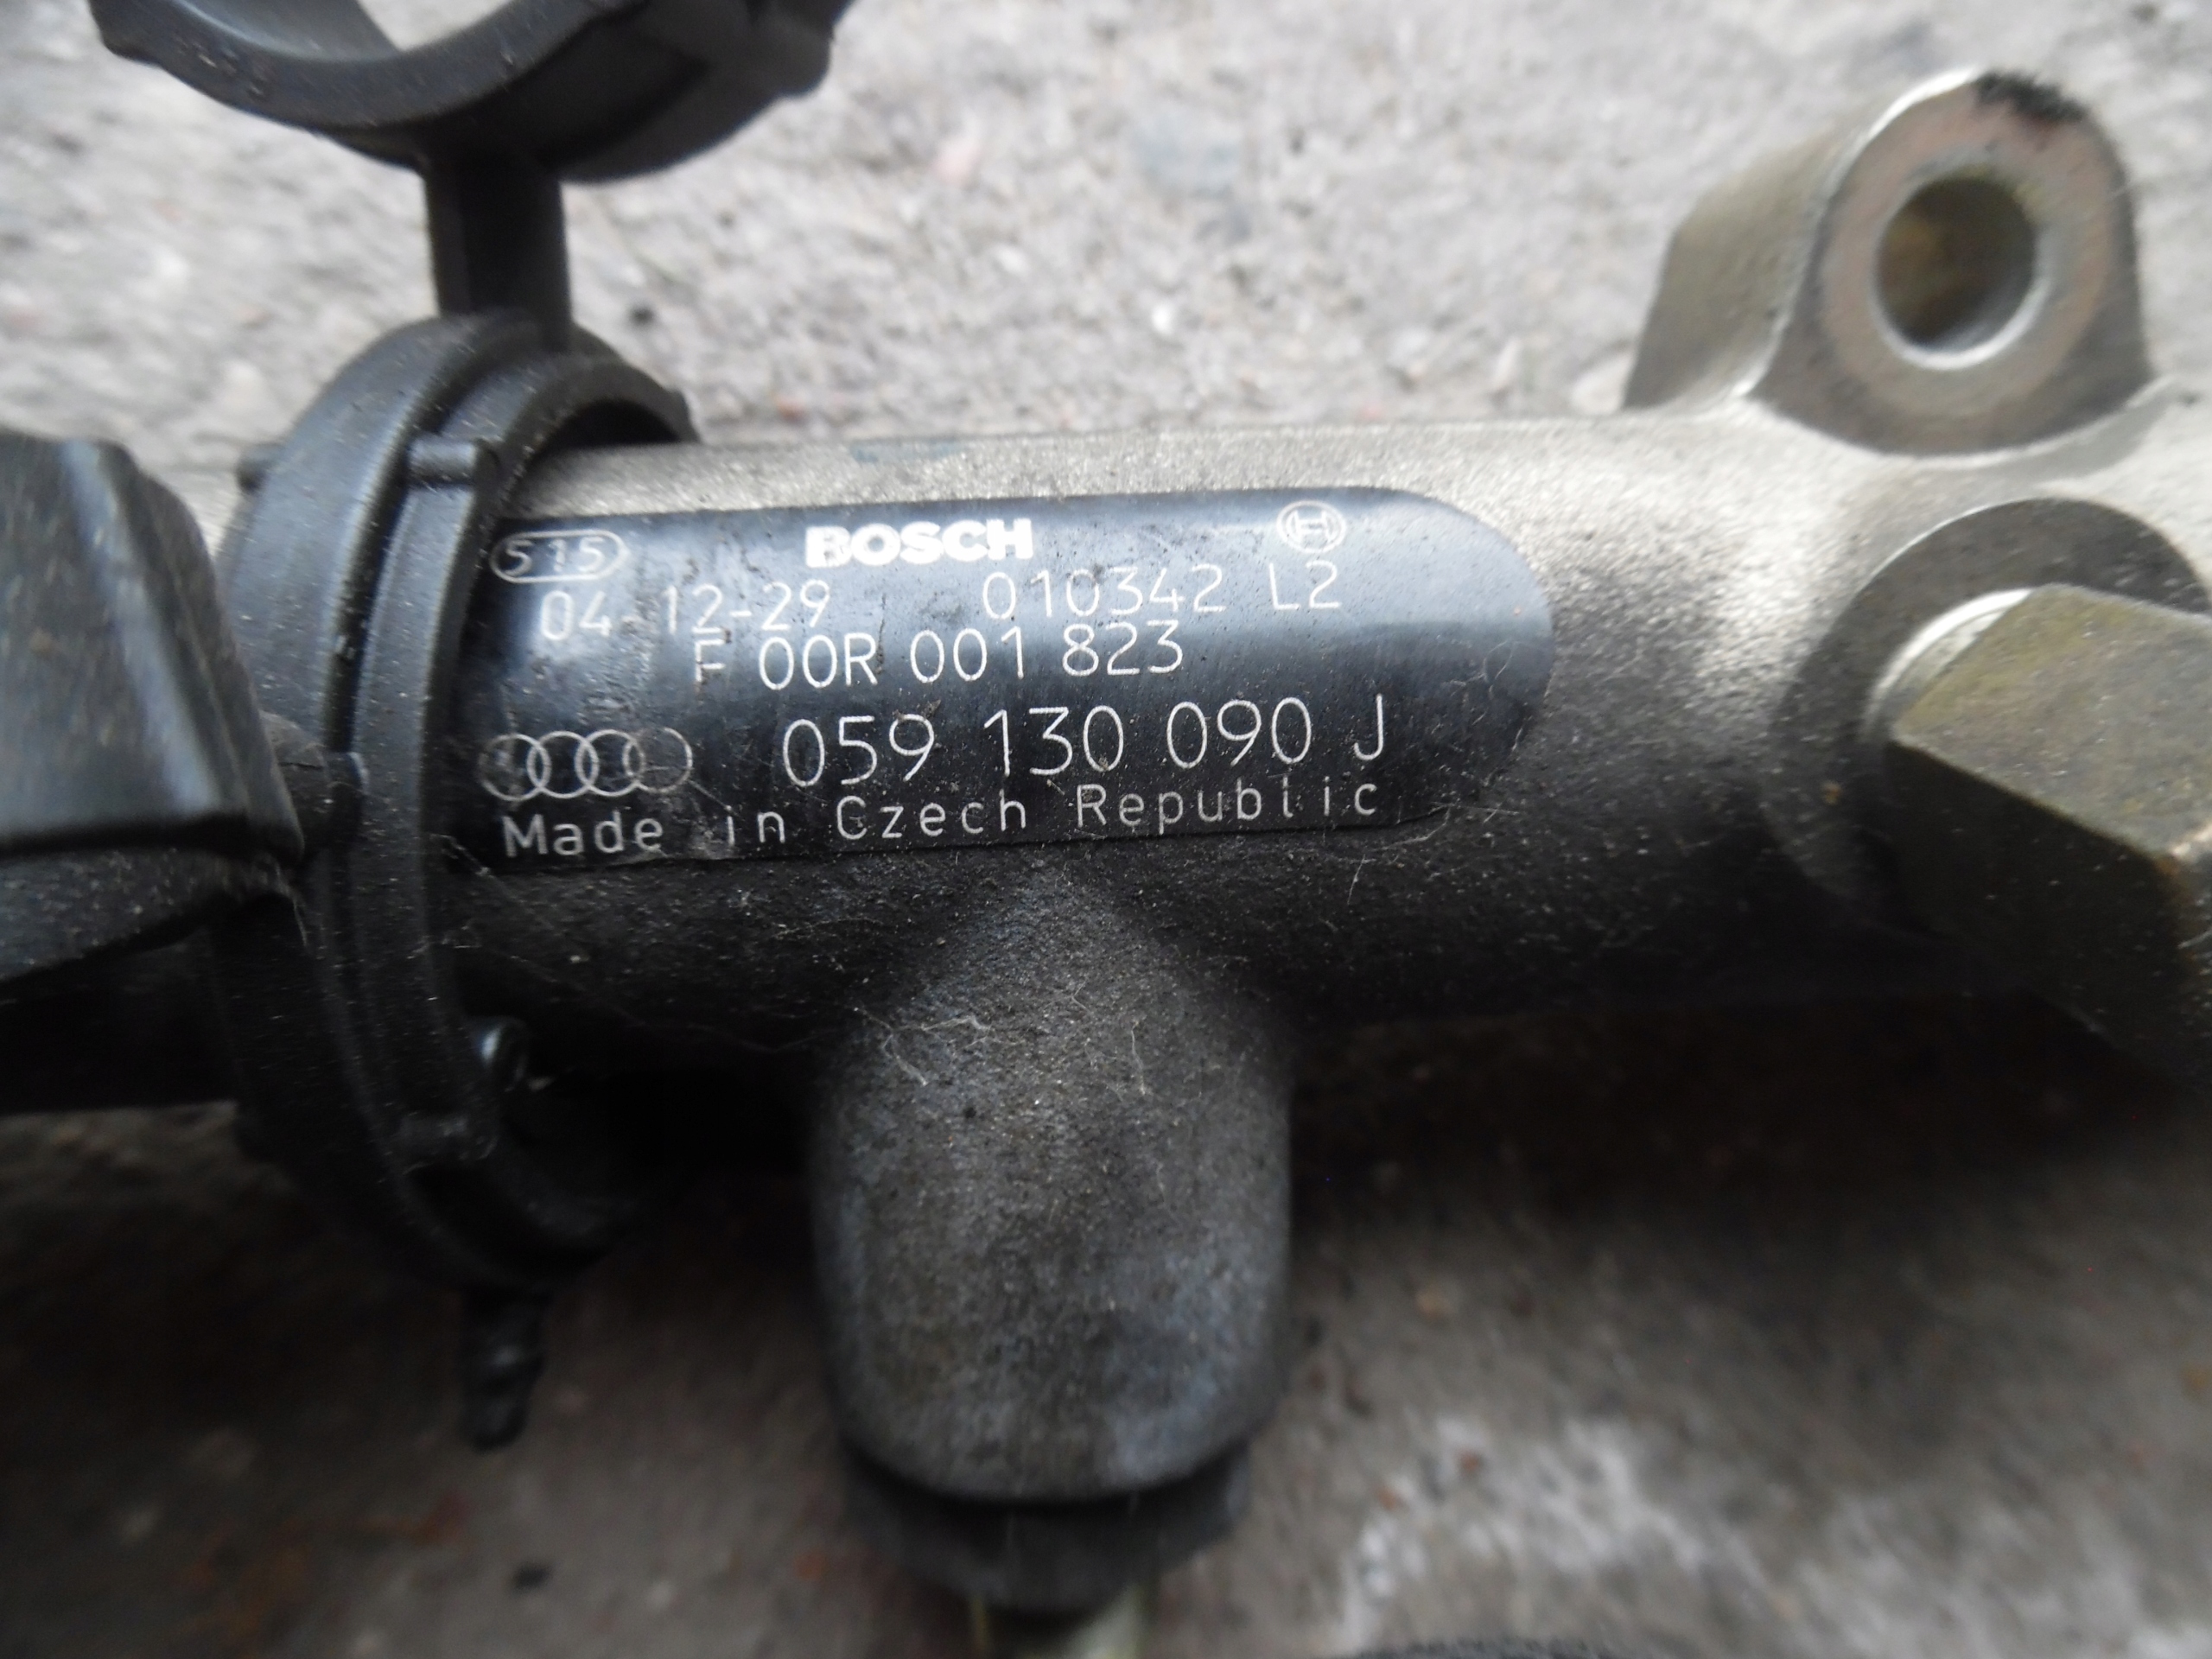 515 BOSCH
04-12-29 010342 L2
F 00R 001 823
059 130 090 J
Made in Czech Republic